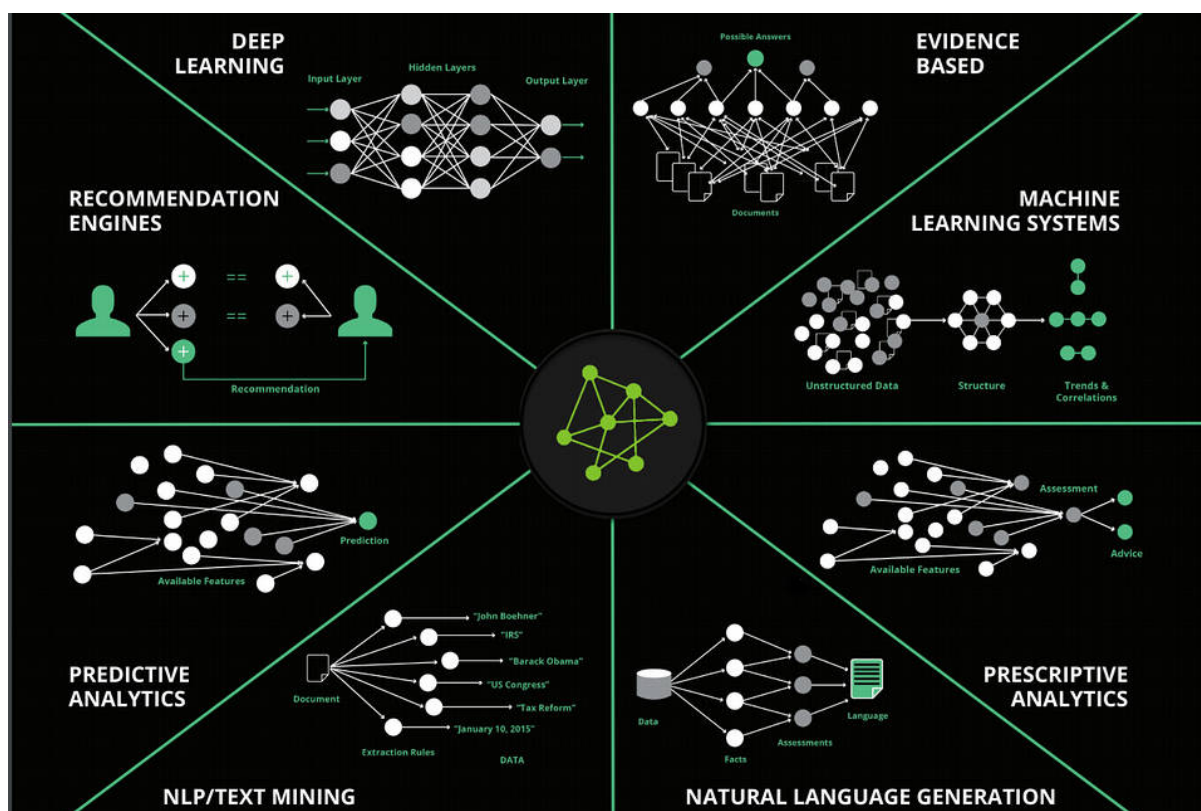 DEEP
LEARNING
Input Layer
Hidden Layers
Output Layer
Possible Answers
Documents
EVIDENCE
BASED
RECOMMENDATION
ENGINES
+ == +
+ == +
+
Recommendation
MACHINE
LEARNING SYSTEMS
Unstructured Data
Structure
Trends &
Correlations
Prediction
Available Features
PREDICTIVE
ANALYTICS
Document
"John Boehner"
"IRS"
"Barack Obama"
"US Congress"
"Tax Reform"
"January 10, 2015"
Extraction Rules
DATA
NLP/TEXT MINING
Data
Facts
Assessments
Language
NATURAL LANGUAGE GENERATION
Assessment
Advice
Available Features
PRESCRIPTIVE
ANALYTICS